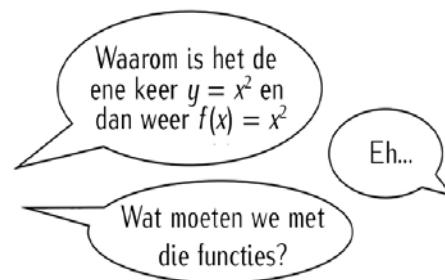 Waarom is het de
ene keer y = x² en
dan weer f(x) = x²
Eh...
Wat moeten we met
die functies?